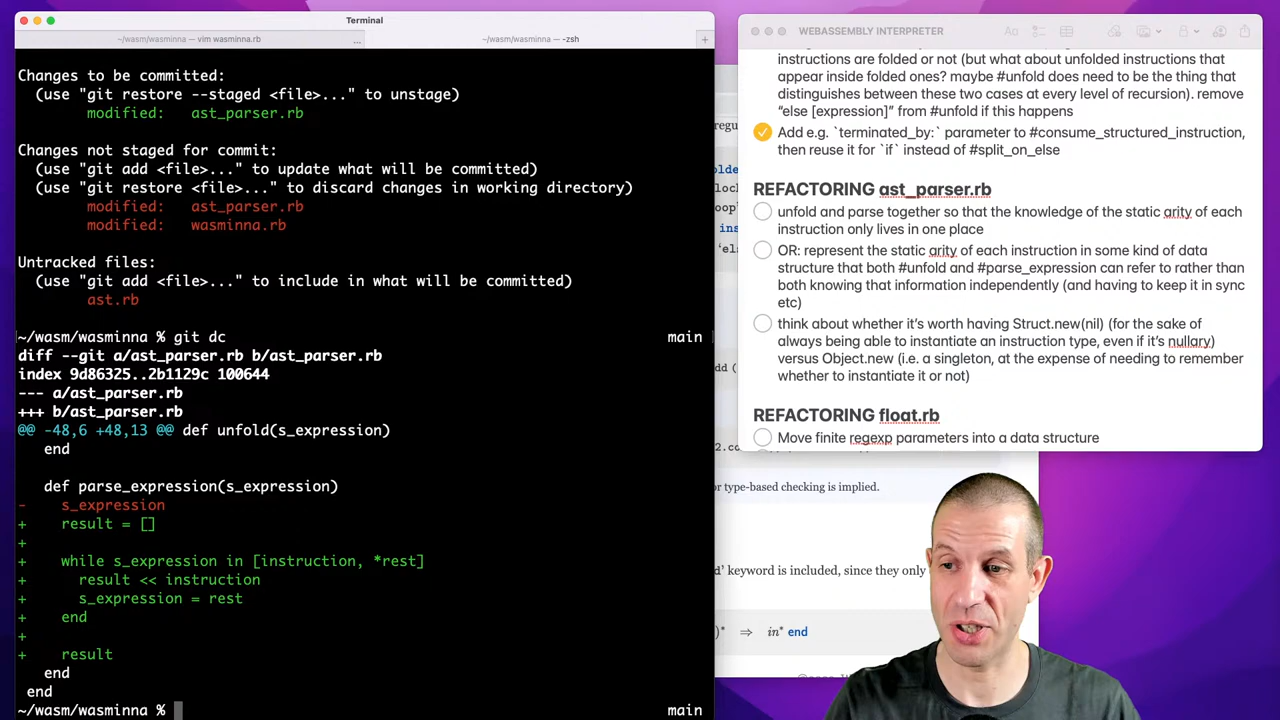 Terminal
~/wasm/wasminna — vim wasminna.rb
...
~/wasm/wasminna — -zsh
+
Changes to be committed:
(use "git restore --staged <file>..." to unstage)
modified: ast_parser.rb
Changes not staged for commit:
(use "git add <file>..." to update what will be committed)
(use "git restore <file>..." to discard changes in working directory)
modified: ast_parser.rb
modified: wasminna.rb
Untracked files:
(use "git add <file>..." to include in what will be committed)
ast.rb
~/wasm/wasminna % git dc main
diff --git a/ast_parser.rb b/ast_parser.rb
index 9d86325..2b1129c 100644
--- a/ast_parser.rb
+++ b/ast_parser.rb
@@ -48,6 +48,13 @@ def unfold(s_expression)
end
def parse_expression(s_expression)
- s_expression
+ result = []
+
+ while s_expression in [instruction, *rest]
+ result << instruction
+ s_expression = rest
+ end
+
+ result
end
end
~/wasm/wasminna % main
WEBASSEMBLY INTERPRETER
instructions are folded or not (but what about unfolded instructions that
appear inside folded ones? maybe #unfold does need to be the thing that
distinguishes between these two cases at every level of recursion). remove
“else [expression]” from #unfold if this happens
Add e.g. `terminated_by:` parameter to #consume_structured_instruction,
then reuse it for `if` instead of #split_on_else
REFACTORING ast_parser.rb
unfold and parse together so that the knowledge of the static arity of each
instruction only lives in one place
OR: represent the static arity of each instruction in some kind of data
structure that both #unfold and #parse_expression can refer to rather than
both knowing that information independently (and having to keep it in sync
etc)
think about whether it’s worth having Struct.new(nil) (for the sake of
always being able to instantiate an instruction type, even if it’s nullary)
versus Object.new (i.e. a singleton, at the expense of needing to remember
whether to instantiate it or not)
REFACTORING float.rb
Move finite regexp parameters into a data structure
or type-based checking is implied.
keyword is included, since they only
)* ⇒ in* end